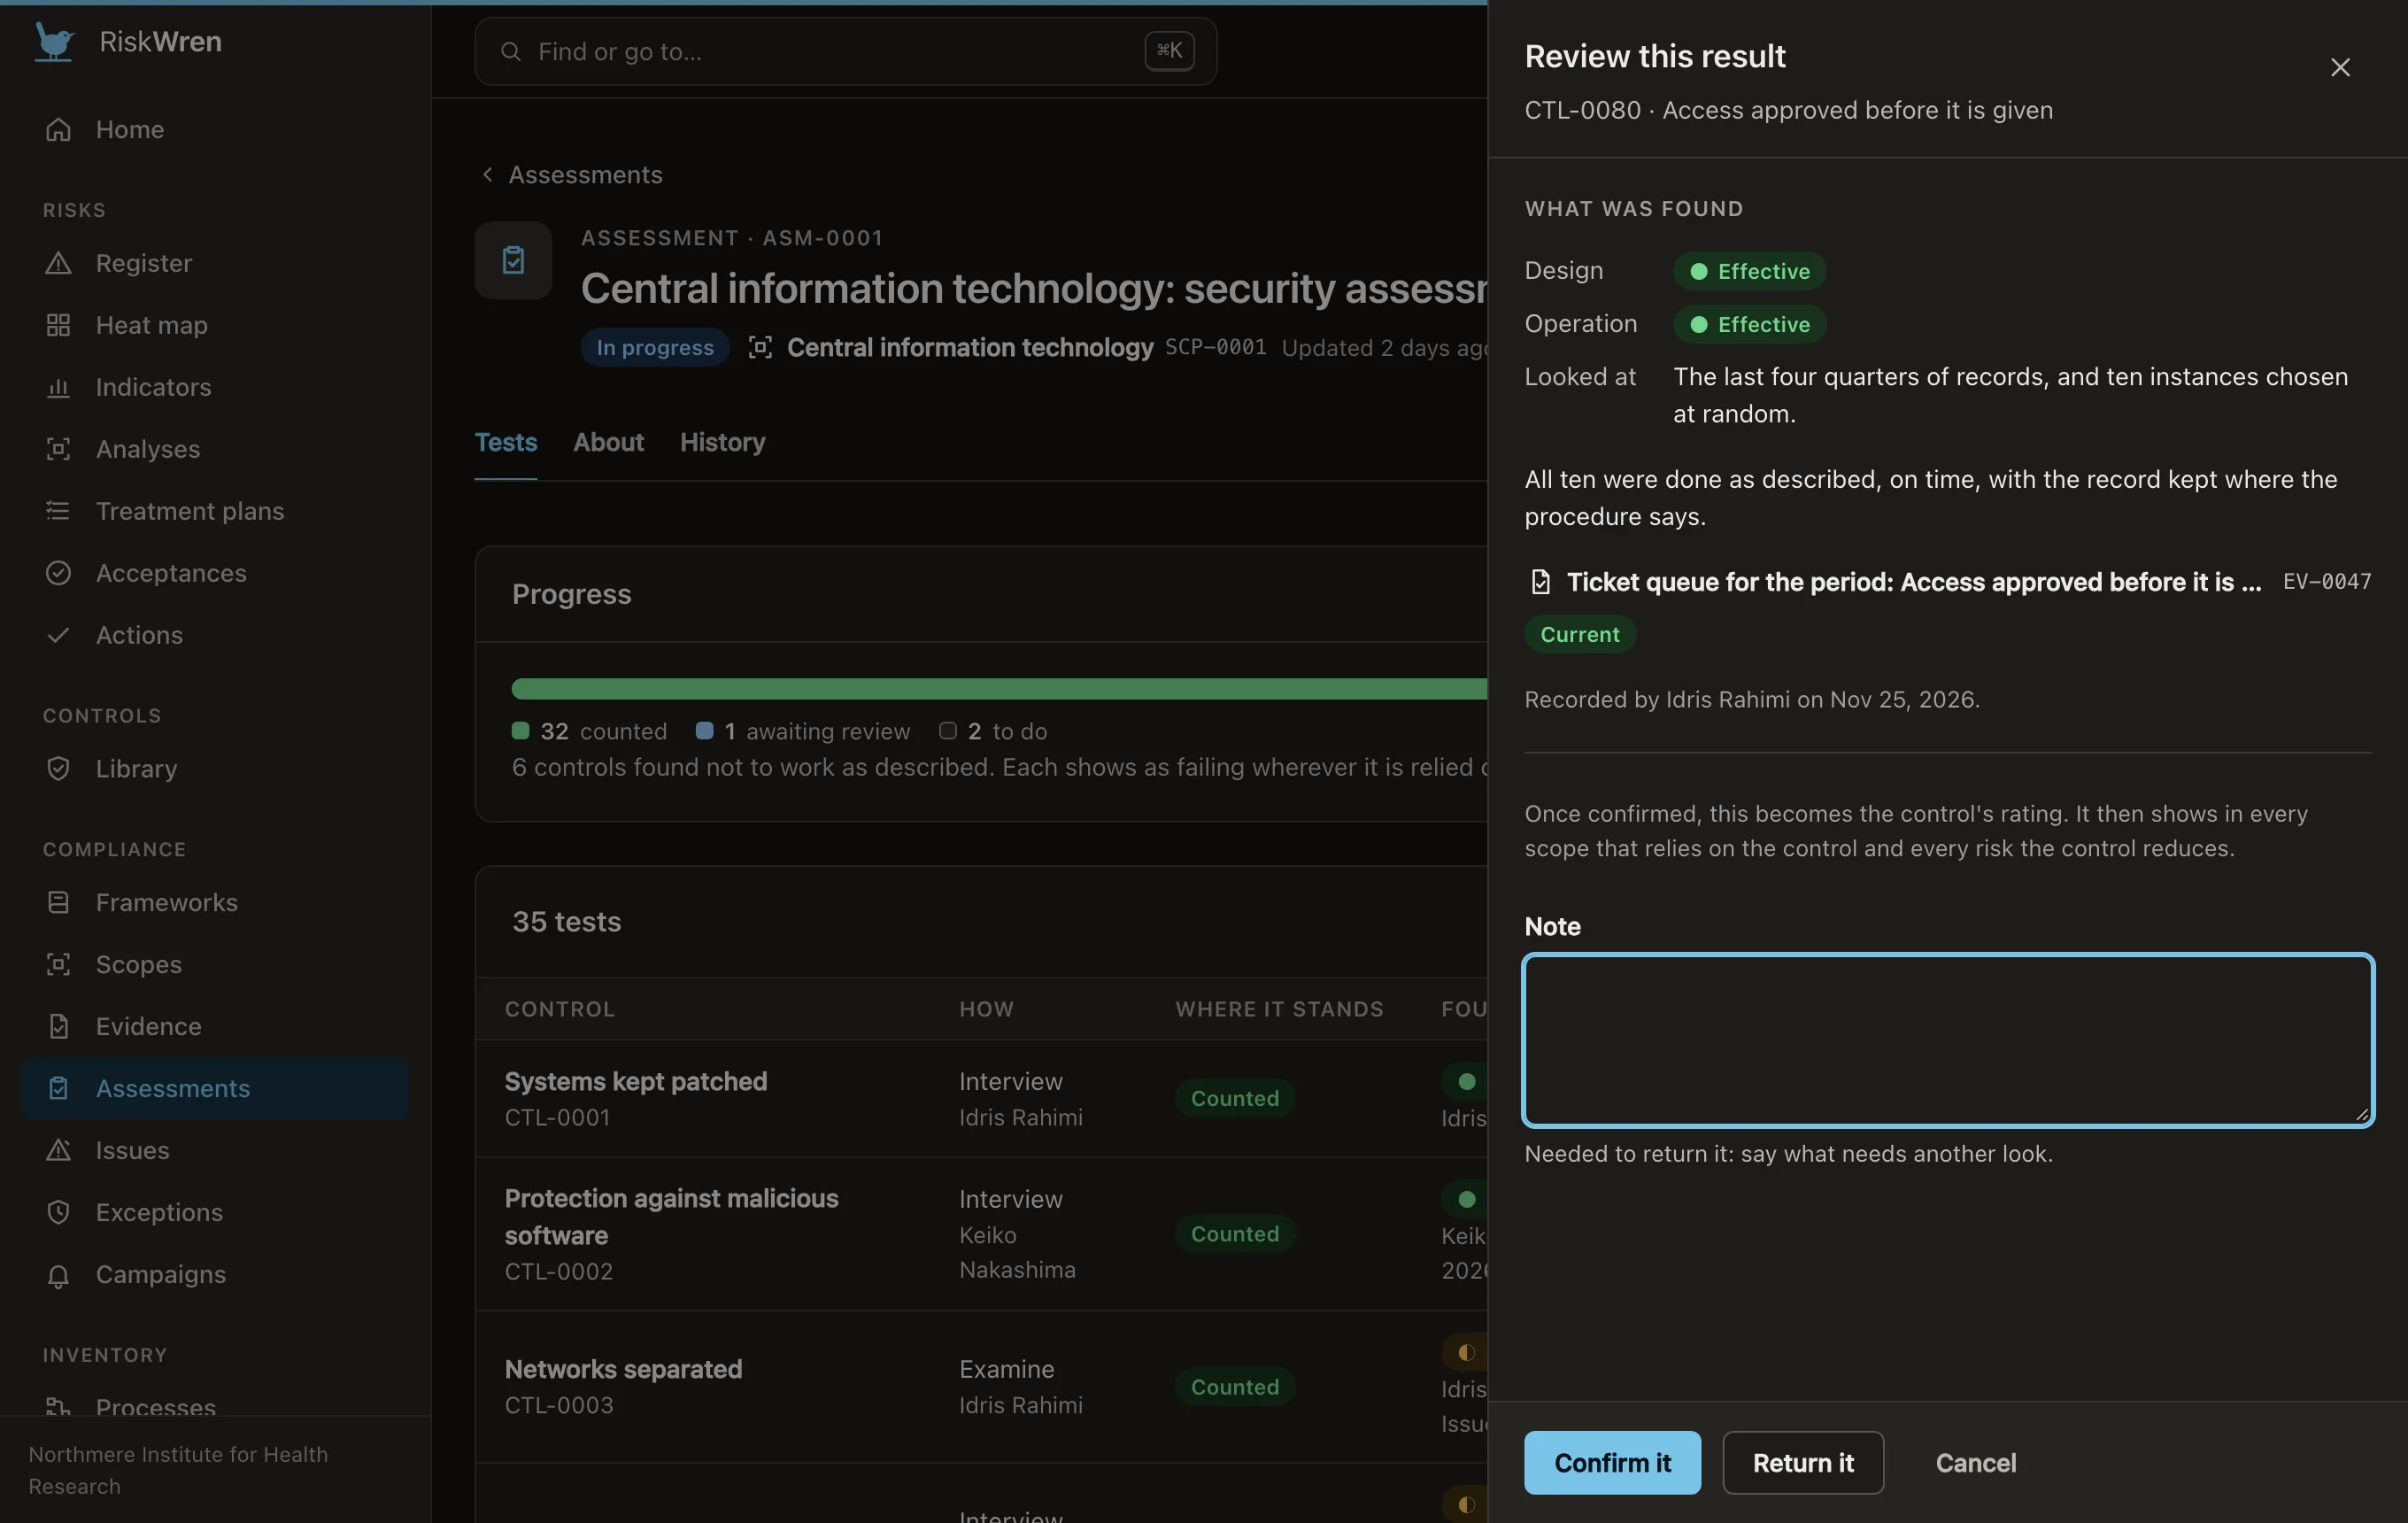 RiskWren
Find or go to...
⌘K
Home
RISKS
Register
Heat map
Indicators
Analyses
Treatment plans
Acceptances
Actions
CONTROLS
Library
COMPLIANCE
Frameworks
Scopes
Evidence
Assessments
Issues
Exceptions
Campaigns
INVENTORY
Processes
Northmere Institute for Health
Research
Assessments
ASSESSMENT · ASM-0001
Central information technology: security
In progress
Central information technology SCP-0001 Updated 2 days
Tests About History
Progress
32 counted 1 awaiting review 2 to do
6 controls found not to work as described. Each shows as failing wherever it is relied
35 tests
CONTROL HOW WHERE IT STANDS
Systems kept patched
CTL-0001
Interview
Idris Rahimi
Counted
Idris
Protection against malicious
software
CTL-0002
Interview
Keiko
Nakashima
Counted
Networks separated
CTL-0003
Examine
Idris Rahimi
Counted
Idris
Interview
Review this result
CTL-0080 · Access approved before it is given
WHAT WAS FOUND
Design Effective
Operation Effective
Looked at The last four quarters of records, and ten instances chosen
at random.
All ten were done as described, on time, with the record kept where the
procedure says.
Ticket queue for the period: Access approved before it is ... EV-0047
Current
Recorded by Idris Rahimi on Nov 25, 2026.
Once confirmed, this becomes the control's rating. It then shows in every
scope that relies on the control and every risk the control reduces.
Note
Needed to return it: say what needs another look.
Confirm it
Return it
Cancel